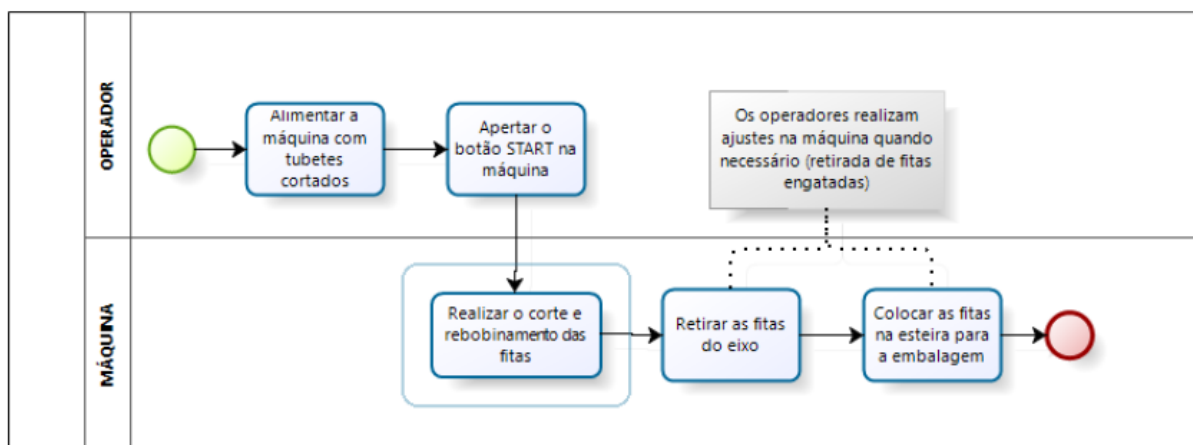 OPERADOR
Alimentar a
máquina com
tubetes
cortados
Apertar o
botão START na
máquina
Os operadores realizam
ajustes na máquina quando
necessário (retirada de fitas
engatadas)
MÁQUINA
Realizar o corte e
rebobinamento das
fitas
Retirar as fitas
do eixo
Colocar as fitas
na esteira para
a embalagem